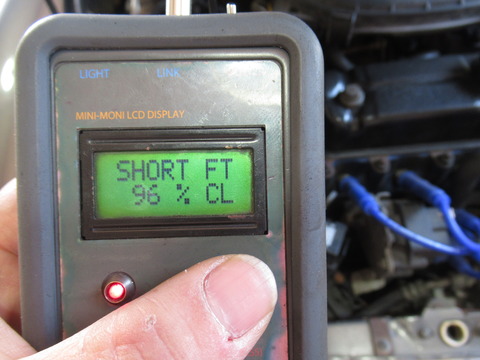 LIGHT LINK
MINI-MONI LCD DISPLAY
SHORT FT
96 % CL